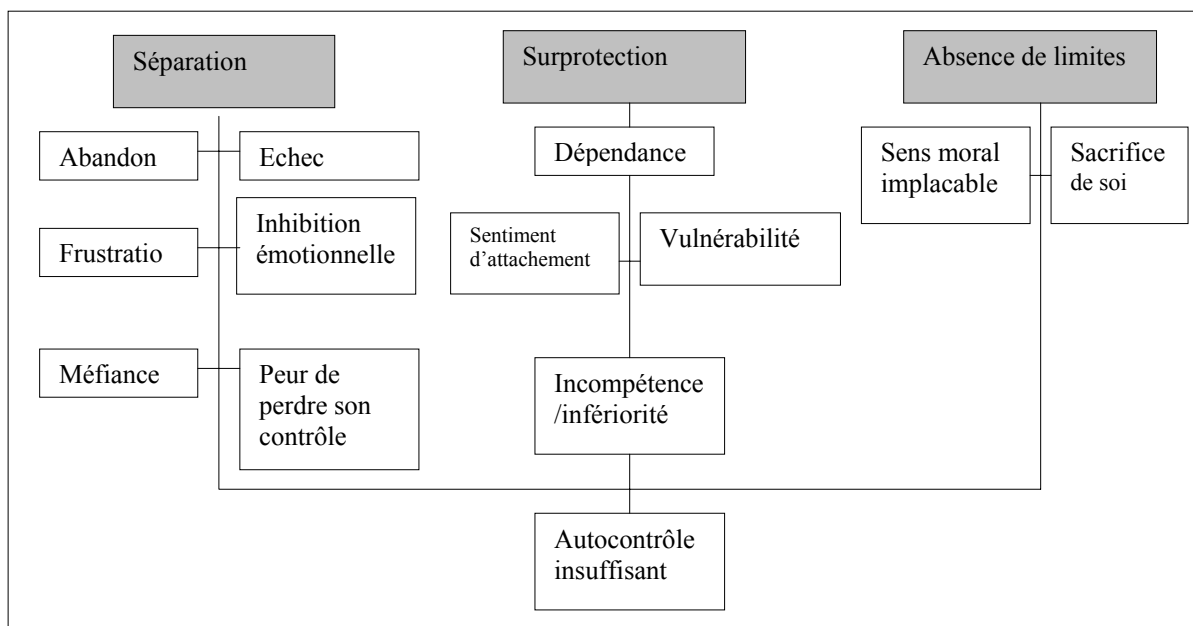 Séparation
Surprotection
Absence de limites
Abandon
Echec
Dépendance
Sens moral
implacable
Sacrifice
de soi
Frustratio
Inhibition
émotionnelle
Sentiment
d'attachement
Vulnérabilité
Méfiance
Peur de
perdre son
contrôle
Incompétence
/infériorité
Autocontrôle
insuffisant